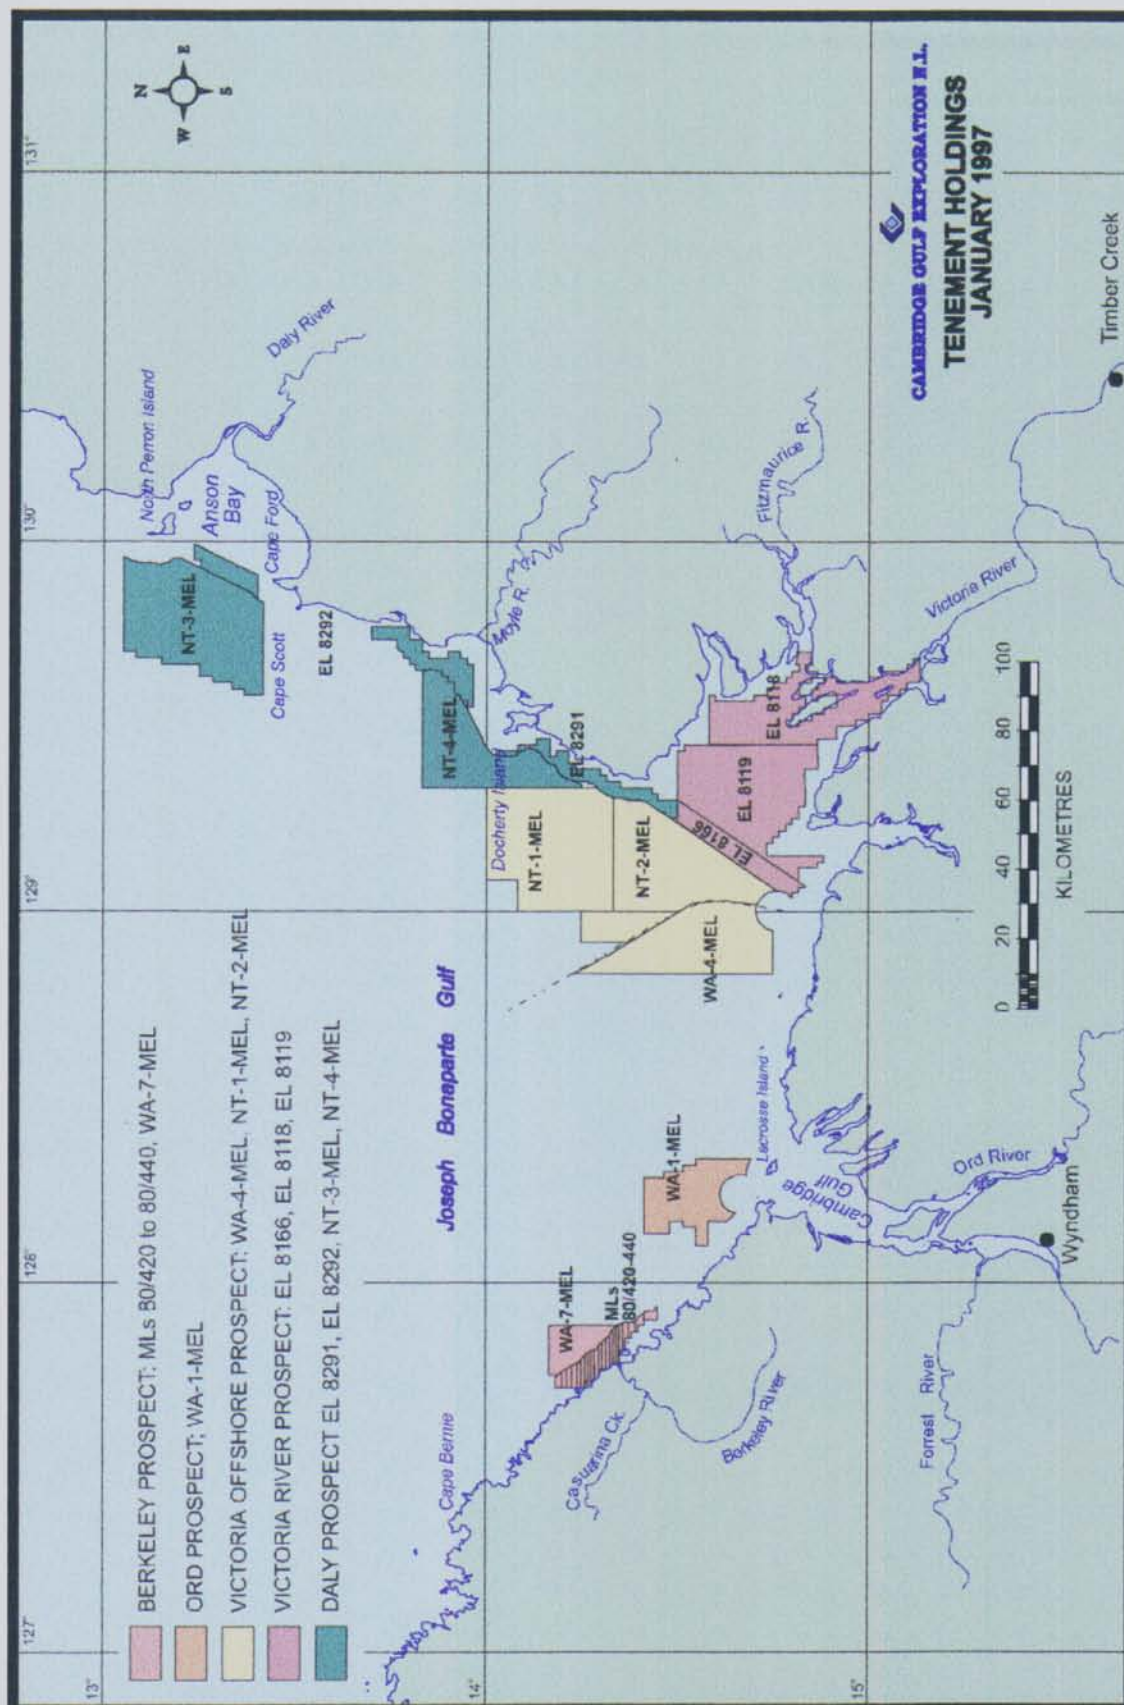 127°
128°
129°
130°
131°
13°
14°
15°
BERKELEY PROSPECT: MLs 80/420 to 80/440, WA-7-MEL
ORD PROSPECT; WA-1-MEL
VICTORIA OFFSHORE PROSPECT: WA-4-MEL, NT-1-MEL, NT-2-MEL
VICTORIA RIVER PROSPECT: EL 8166, EL 8118, EL 8119
DALY PROSPECT EL 8291, EL 8292, NT-3-MEL, NT-4-MEL
N
E
W
S
North Perron Island
Anson
Bay
Daly River
NT-3-MEL
Cape Ford
Cape Scott
EL 8292
Joseph Bonaparte Gulf
NT-4-MEL
Moyle R.
Docherty Island
EL 8291
NT-1-MEL
NT-2-MEL
WA-4-MEL
EL 8166
EL 8119
EL 8118
Fitzmaurice R.
Victoria River
Timber Creek
Cape Bernie
WA-7-MEL
MLs
80/420-440
WA-1-MEL
Casuarina Ck.
Berkeley River
Lacrosse Island
Cambridge
Gulf
Ord River
Wyndham
Forrest River
0 20 40 60 80 100
KILOMETRES
CAMBRIDGE GULF EXPLORATION N.L.
TENEMENT HOLDINGS
JANUARY 1997